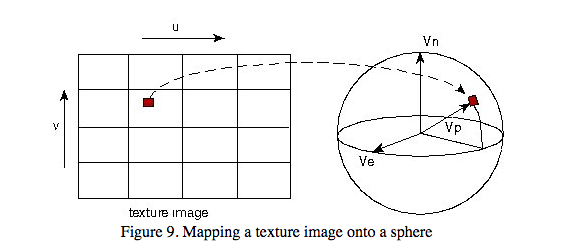 u
Vn
v
Vp
Ve
texture image
Figure 9. Mapping a texture image onto a sphere